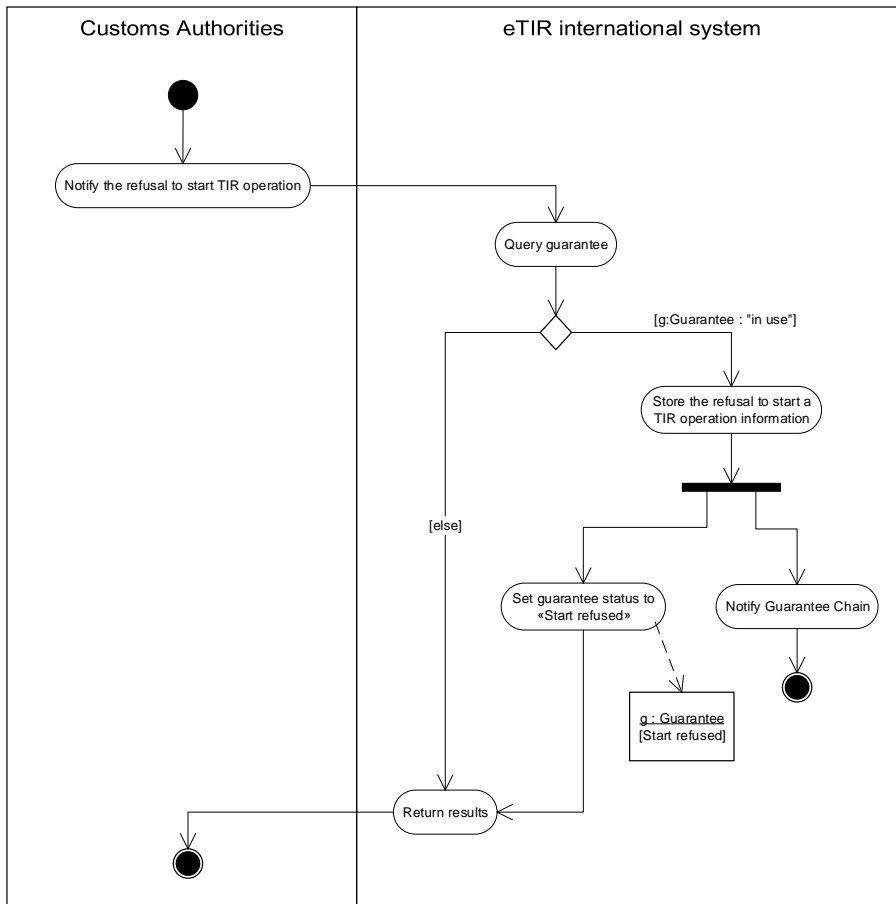 Customs Authorities
eTIR international system
Notify the refusal to start TIR operation
Query guarantee
[g:Guarantee : "in use"]
Store the refusal to start a
TIR operation information
[else]
Set guarantee status to
«Start refused»
Notify Guarantee Chain
g : Guarantee
[Start refused]
Return results